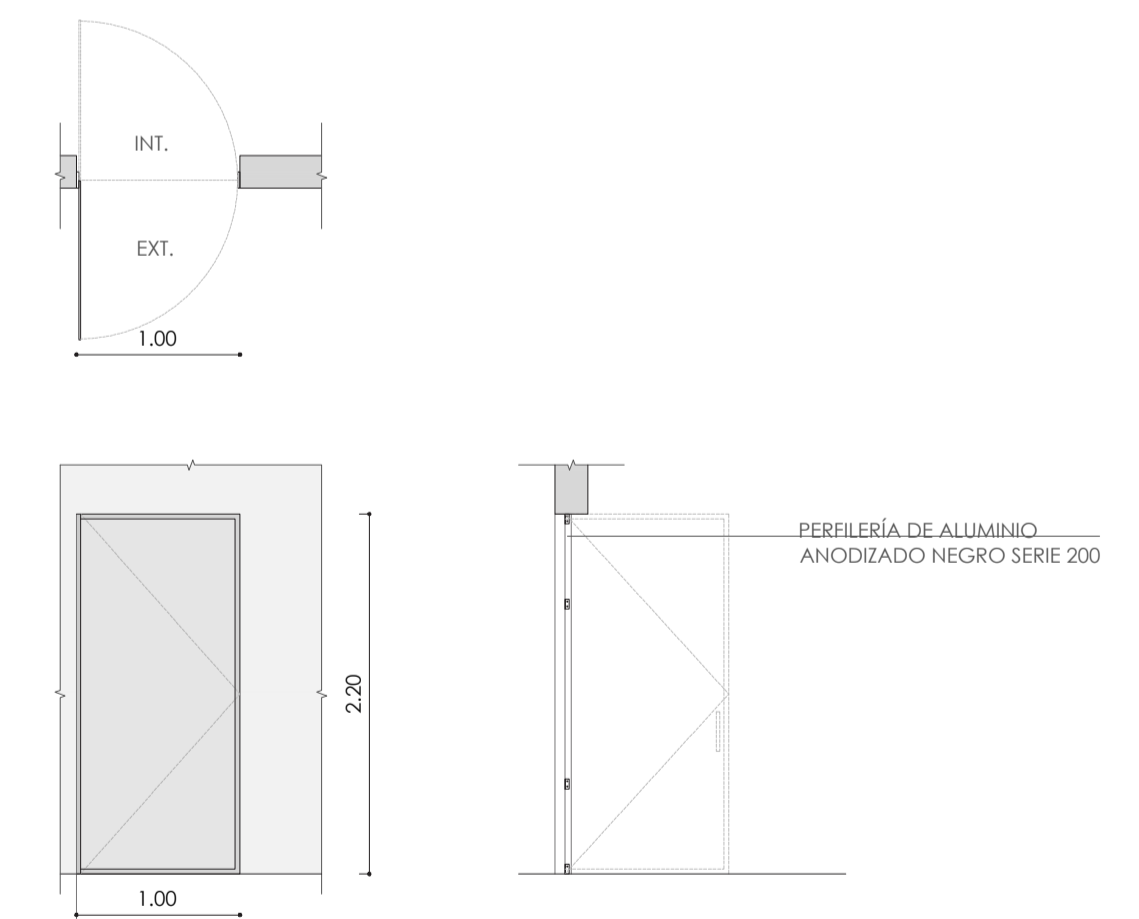 INT.
EXT.
1.00
PERFILERÍA DE ALUMINIO
ANODIZADO NEGRO SERIE 200
2.20
1.00